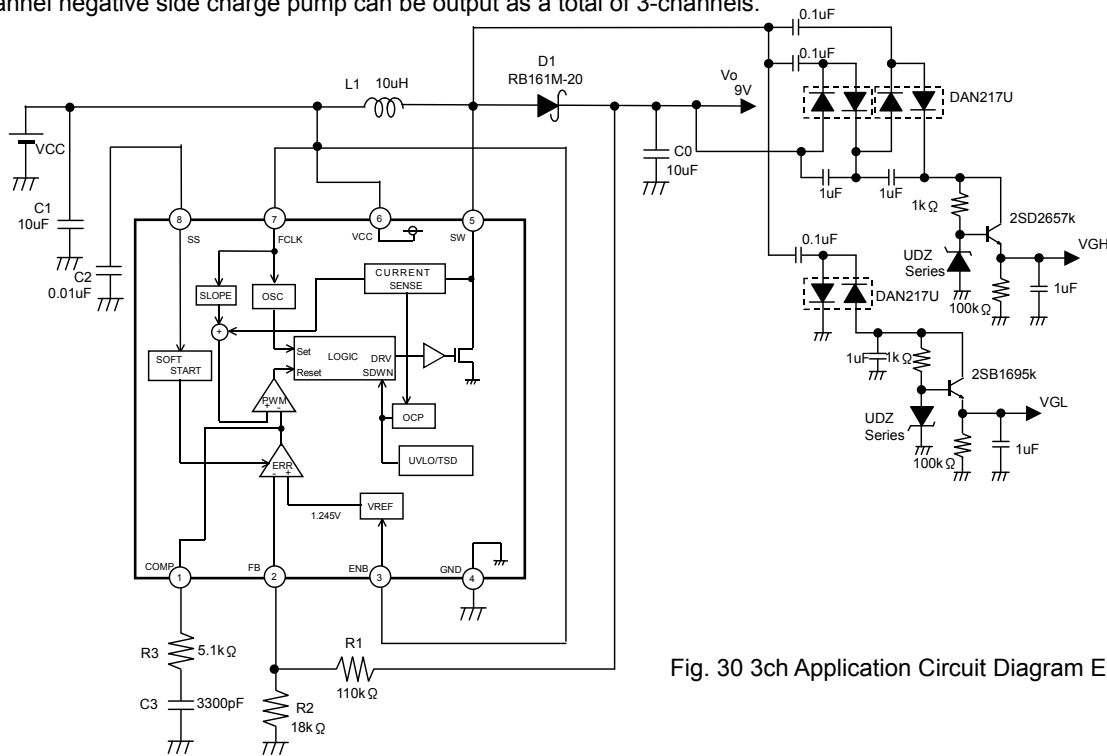 annel negative side charge pump can be output as a total of 3-channels.
0.1uF
0.1uF
D1
RB161M-20
L1 10uH
Vo
9V
DAN217U
VCC
C0
10uF
1uF 1uF
C1
10uF
1kΩ
2SD2657k
8 7 6 5
SS FCLK VCC SW
VGH
UDZ
Series
0.1uF
C2
0.01uF
CURRENT
SENSE
1uF
SLOPE OSC
DAN217U
100kΩ
+
Set LOGIC DRV
Reset SDWN
SOFT
START
1uF 1kΩ
2SB1695k
PWM
+ -
OCP
VGL
UDZ
Series
ERR
- +
UVLO/TSD
1uF
100kΩ
1.245V VREF
COMP FB ENB GND
1 2 3 4
R3 5.1kΩ
R1
110kΩ
Fig. 30 3ch Application Circuit Diagram E
C3 3300pF
R2
18kΩ